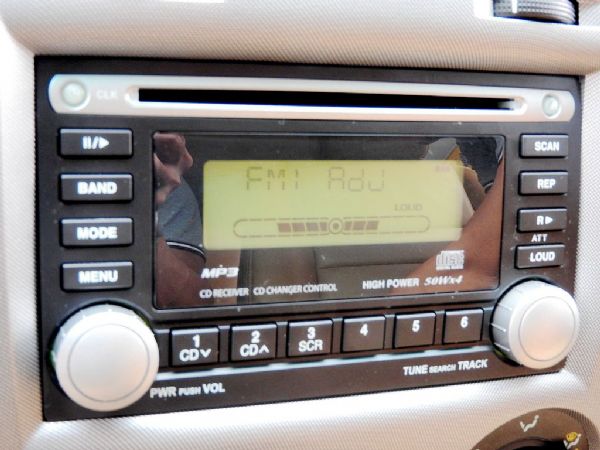 CLK
II/▶
BAND
MODE
MENU
FM1 ADJ
LOUD
MP3
CD RECEIVER CD CHANGER CONTROL
HIGH POWER 50Wx4
SCAN
REP
R▶
ATT
LOUD
1 CD∨
2 CD∧
3 SCR
4
5
6
PWR PUSH VOL
TUNE SEARCH TRACK